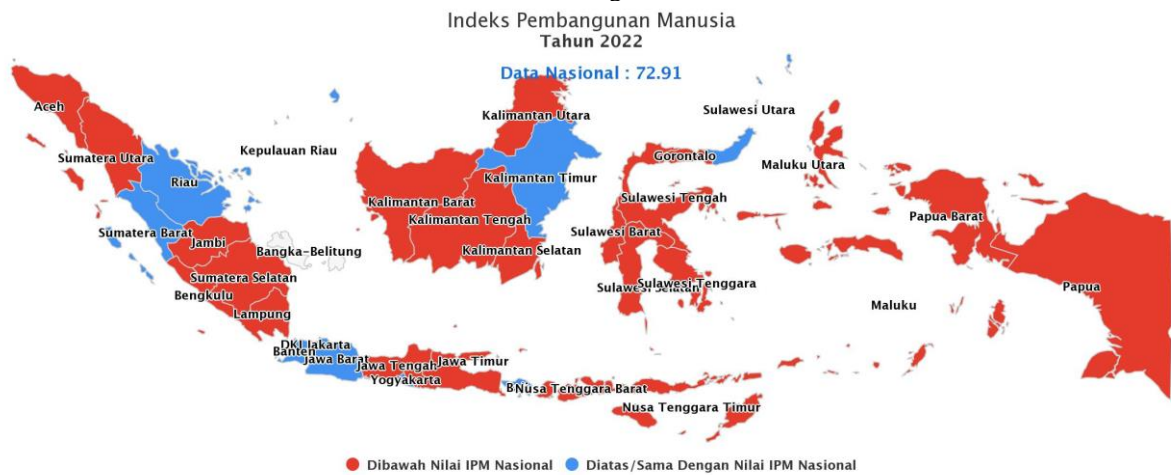 Indeks Pembangunan Manusia
Tahun 2022
Data Nasional : 72.91
Aceh
Sumatera Utara
Riau
Kepulauan Riau
Sumatera Barat
Jambi
Bangka-Belitung
Sumatera Selatan
Bengkulu
Lampung
DKI Jakarta
Banten
Jawa Barat
Jawa Tengah
Jawa Timur
Yogyakarta
Nusa Tenggara Barat
Nusa Tenggara Timur
Kalimantan Utara
Kalimantan Timur
Kalimantan Barat
Kalimantan Tengah
Kalimantan Selatan
Sulawesi Utara
Gorontalo
Sulawesi Tengah
Sulawesi Barat
Sulawesi Selatan
Sulawesi Tenggara
Maluku Utara
Maluku
Papua Barat
Papua
Dibawah Nilai IPM Nasional
Diatas/Sama Dengan Nilai IPM Nasional